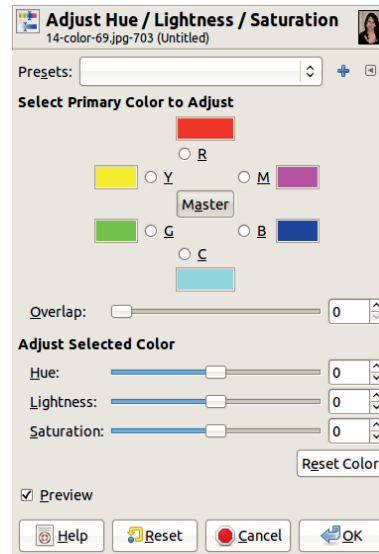 Adjust Hue / Lightness / Saturation
14-color-69.jpg-703 (Untitled)
Presets:
Select Primary Color to Adjust
R
Y M
Master
G B
C
Overlap: 0
Adjust Selected Color
Hue: 0
Lightness: 0
Saturation: 0
Reset Color
Preview
Help Reset Cancel OK